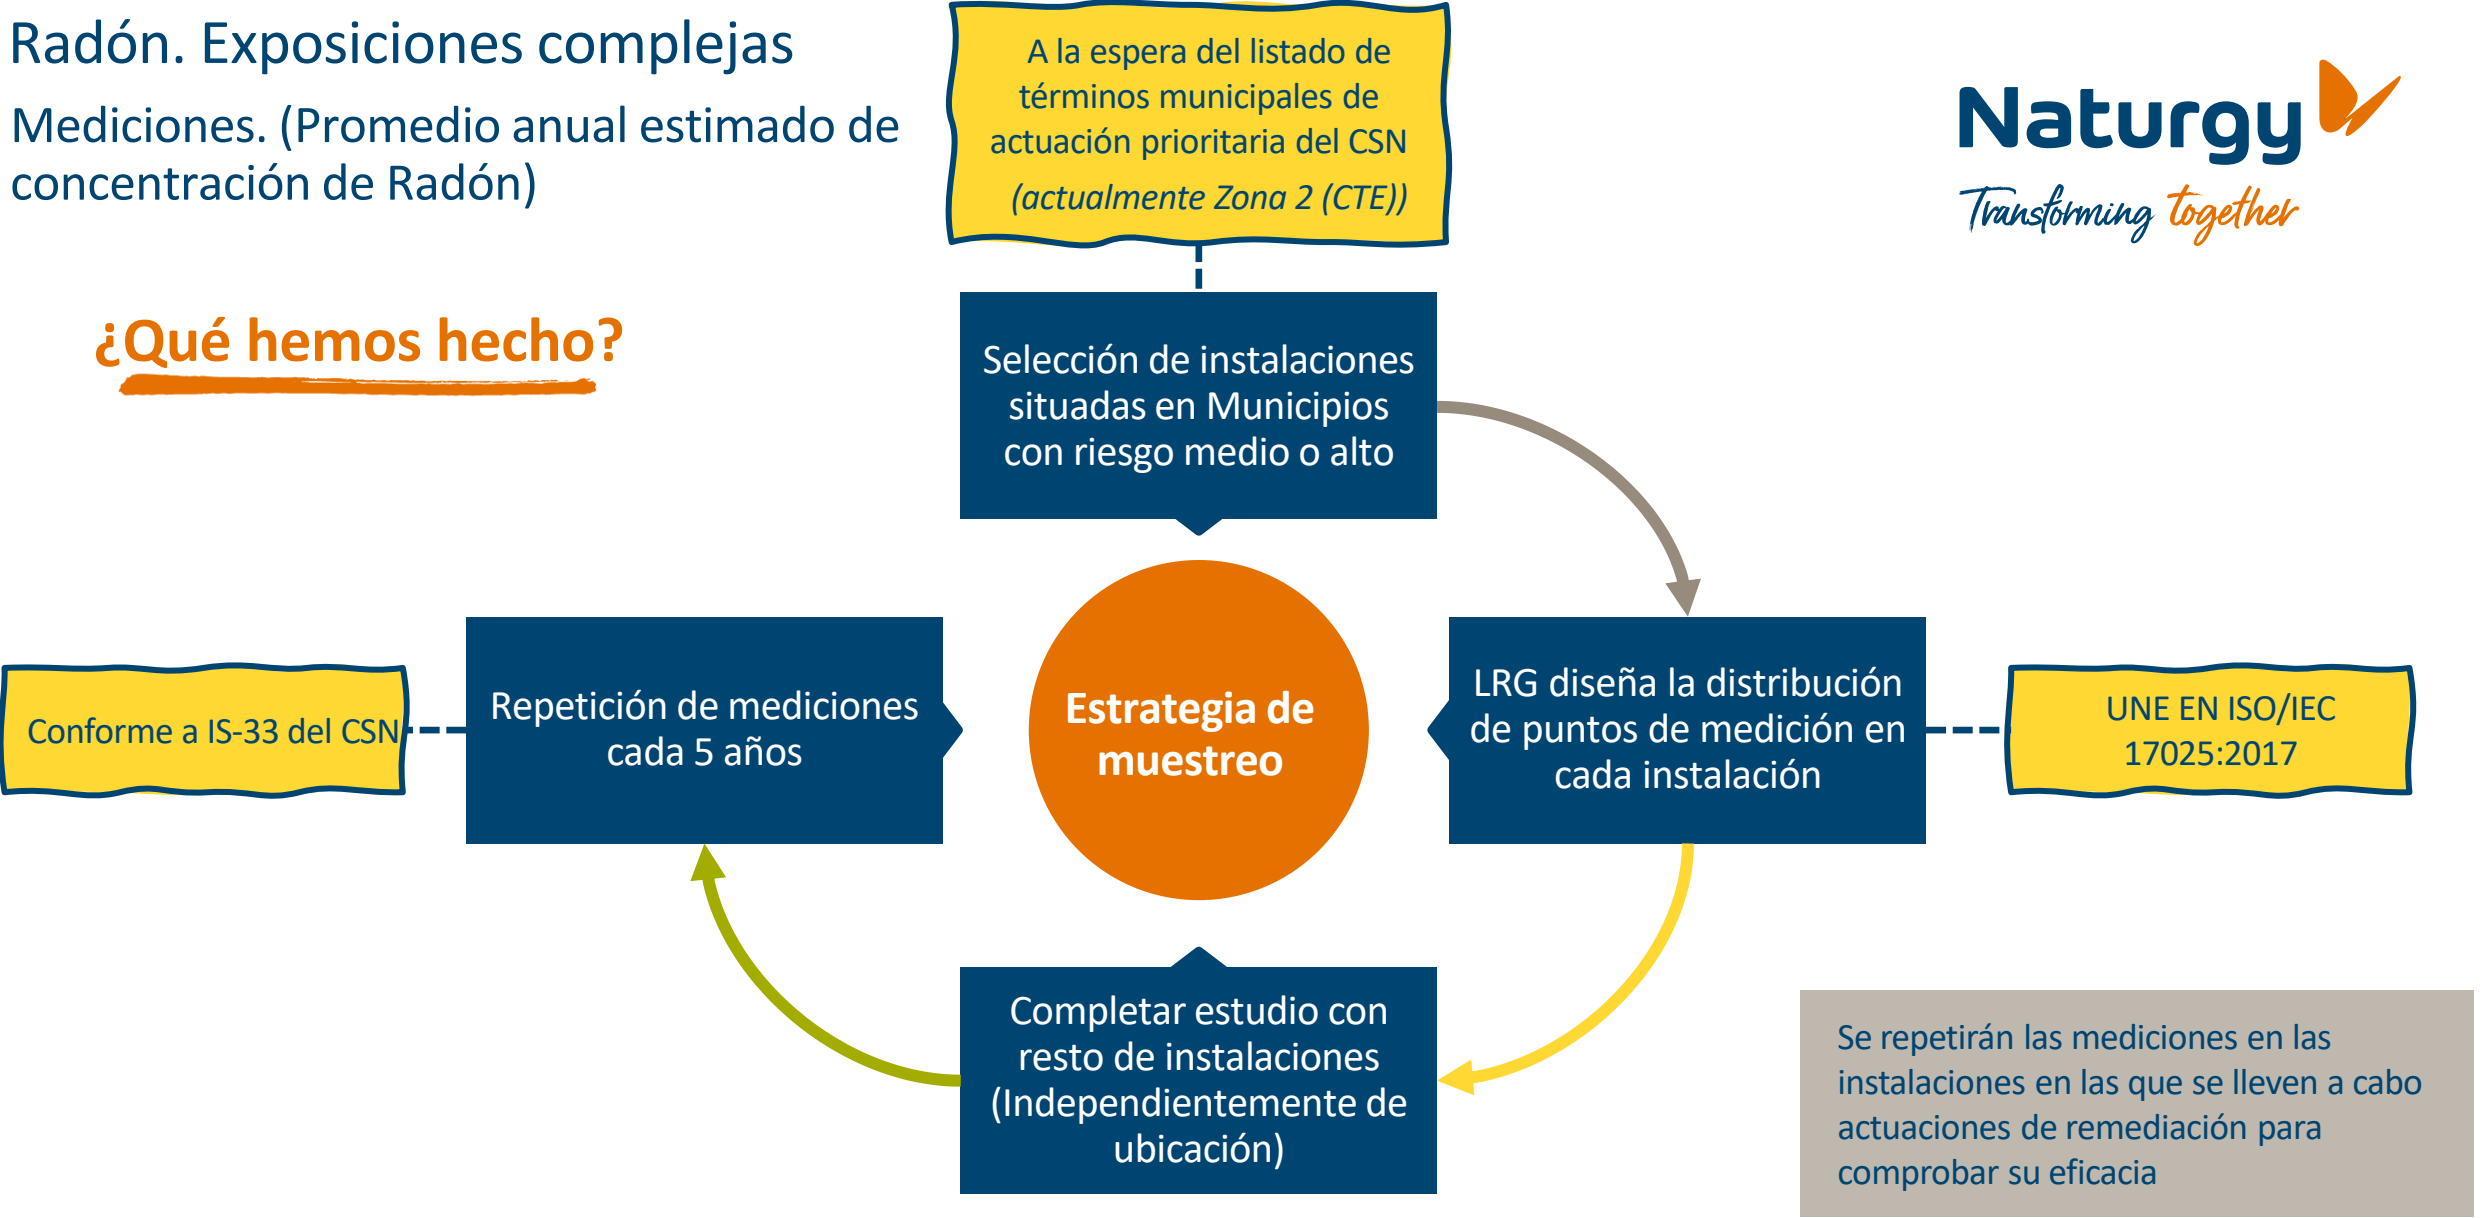 Radón. Exposiciones complejas
Mediciones. (Promedio anual estimado de
concentración de Radón)
A la espera del listado de
términos municipales de
actuación prioritaria del CSN
(actualmente Zona 2 (CTE))
Naturgy
Transforming together
¿Qué hemos hecho?
Selección de instalaciones
situadas en Municipios
con riesgo medio o alto
Conforme a IS-33 del CSN
Repetición de mediciones
cada 5 años
Estrategia de
muestreo
LRG diseña la distribución
de puntos de medición en
cada instalación
UNE EN ISO/IEC
17025:2017
Completar estudio con
resto de instalaciones
(Independientemente de
ubicación)
Se repetirán las mediciones en las
instalaciones en las que se lleven a cabo
actuaciones de remediación para
comprobar su eficacia